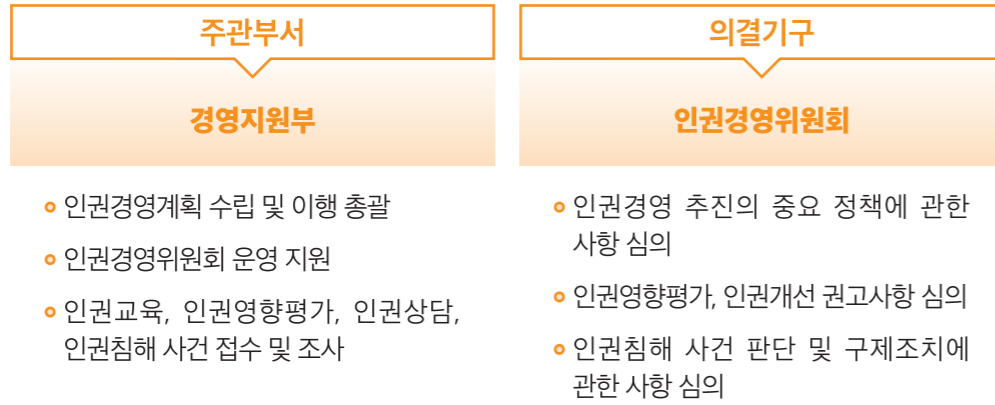 주관부서
경영지원부
인권경영계획 수립 및 이행 총괄
인권경영위원회 운영 지원
인권교육, 인권영향평가, 인권상담,
인권침해 사건 접수 및 조사
의결기구
인권경영위원회
인권경영 추진의 중요 정책에 관한
사항 심의
인권영향평가, 인권개선 권고사항 심의
인권침해 사건 판단 및 구제조치에
관한 사항 심의